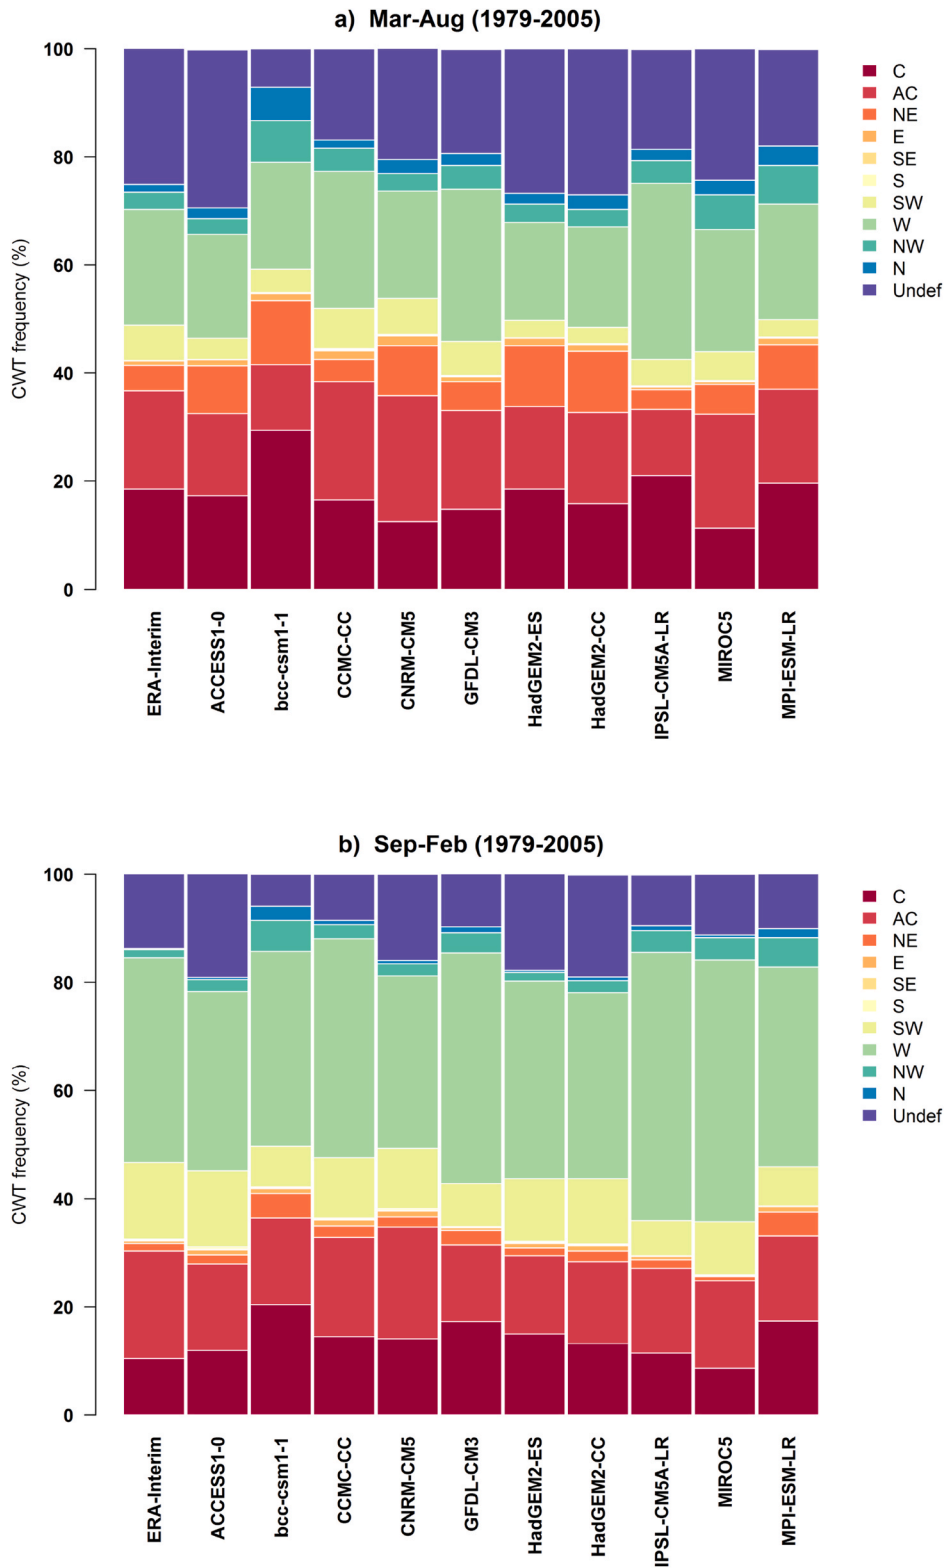 a) Mar-Aug (1979-2005)
CWT frequency (%)
100
80
60
40
20
0
ERA-Interim
ACCESS1-0
bcc-csm1-1
CCMC-CC
CNRM-CM5
GFDL-CM3
HadGEM2-ES
HadGEM2-CC
IPSL-CM5A-LR
MIROC5
MPI-ESM-LR
C
AC
NE
E
SE
S
SW
W
NW
N
Undef
b) Sep-Feb (1979-2005)
CWT frequency (%)
100
80
60
40
20
0
ERA-Interim
ACCESS1-0
bcc-csm1-1
CCMC-CC
CNRM-CM5
GFDL-CM3
HadGEM2-ES
HadGEM2-CC
IPSL-CM5A-LR
MIROC5
MPI-ESM-LR
C
AC
NE
E
SE
S
SW
W
NW
N
Undef